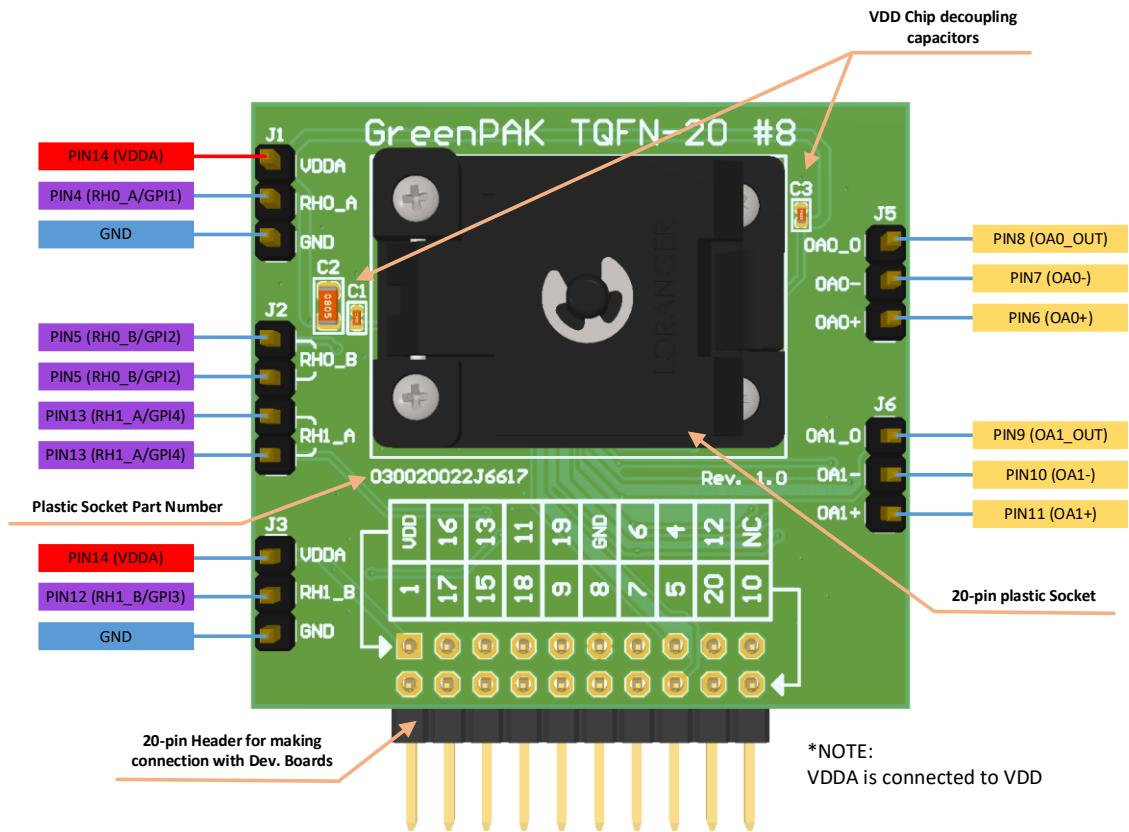 VDD Chip decoupling
capacitors
GreenPAK TQFN-20 #8
J1
PIN14 (VDDA)
VDDA
PIN4 (RH0_A/GPI1)
RH0_A
GND
GND
C2
0805
C1
C3
LORANGER
J5
OA0_O
PIN8 (OA0_OUT)
OA0-
PIN7 (OA0-)
OA0+
PIN6 (OA0+)
J2
PIN5 (RH0_B/GPI2)
RH0_B
PIN5 (RH0_B/GPI2)
PIN13 (RH1_A/GPI4)
RH1_A
PIN13 (RH1_A/GPI4)
J6
OA1_O
PIN9 (OA1_OUT)
OA1-
PIN10 (OA1-)
OA1+
PIN11 (OA1+)
030020022J6617
Rev. 1.0
Plastic Socket Part Number
J3
PIN14 (VDDA)
VDDA
PIN12 (RH1_B/GPI3)
RH1_B
GND
GND
VDD 16 13 11 19 GND 6 4 12 NC
1 17 15 18 9 8 7 5 20 10
20-pin plastic Socket
20-pin Header for making
connection with Dev. Boards
*NOTE:
VDDA is connected to VDD